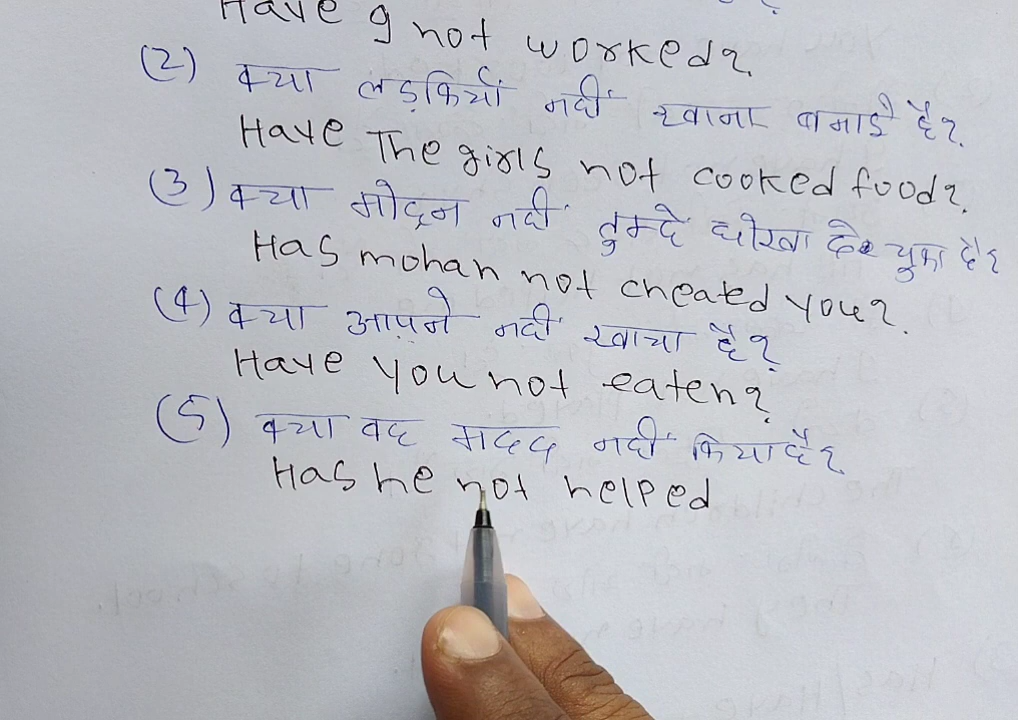 Have I not worked?
(2) क्या लड़कियाँ नहीं खाना बनाई है?
Have The girls not cooked food?
(3) क्या मोहन नहीं तुम्हें धोखा दे चुका है?
Has mohan not cheated you?
(4) क्या आपने नहीं खाया है?
Have you not eaten?
(5) क्या वह मदद नहीं किया है?
Has he not helped